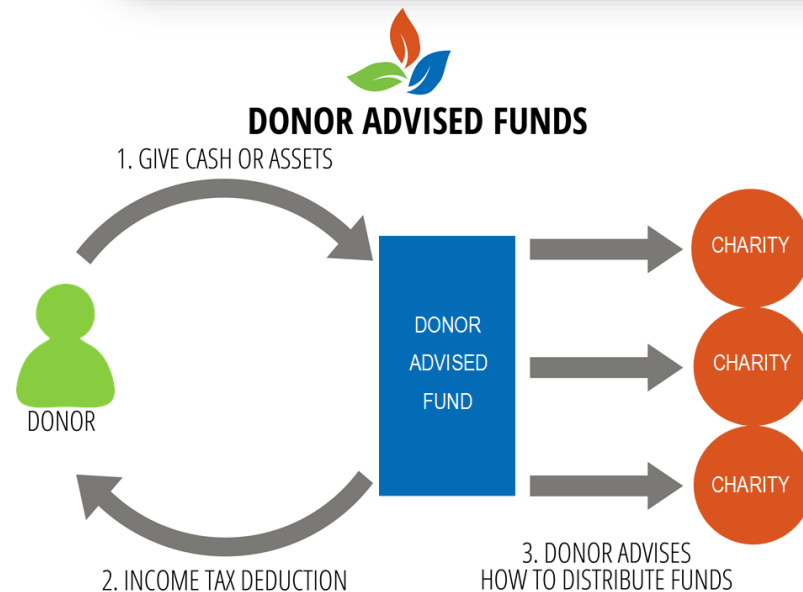 DONOR ADVISED FUNDS
1. GIVE CASH OR ASSETS
DONOR
DONOR
ADVISED
FUND
CHARITY
CHARITY
CHARITY
2. INCOME TAX DEDUCTION
3. DONOR ADVISES
HOW TO DISTRIBUTE FUNDS